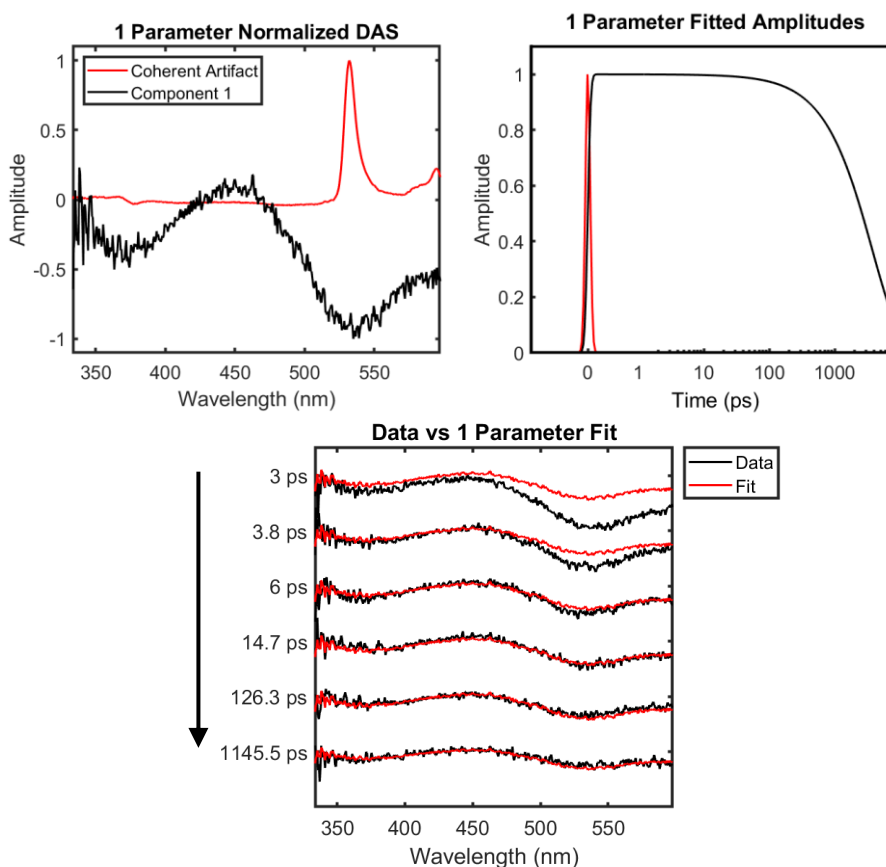 1 Parameter Normalized DAS
Coherent Artifact
Component 1
1
0.5
0
-0.5
-1
Amplitude
350
400
450
500
550
Wavelength (nm)
1 Parameter Fitted Amplitudes
1
0.8
0.6
0.4
0.2
0
Amplitude
0
1
10
100
1000
Time (ps)
Data vs 1 Parameter Fit
Data
Fit
3 ps
3.8 ps
6 ps
14.7 ps
126.3 ps
1145.5 ps
350
400
450
500
550
Wavelength (nm)